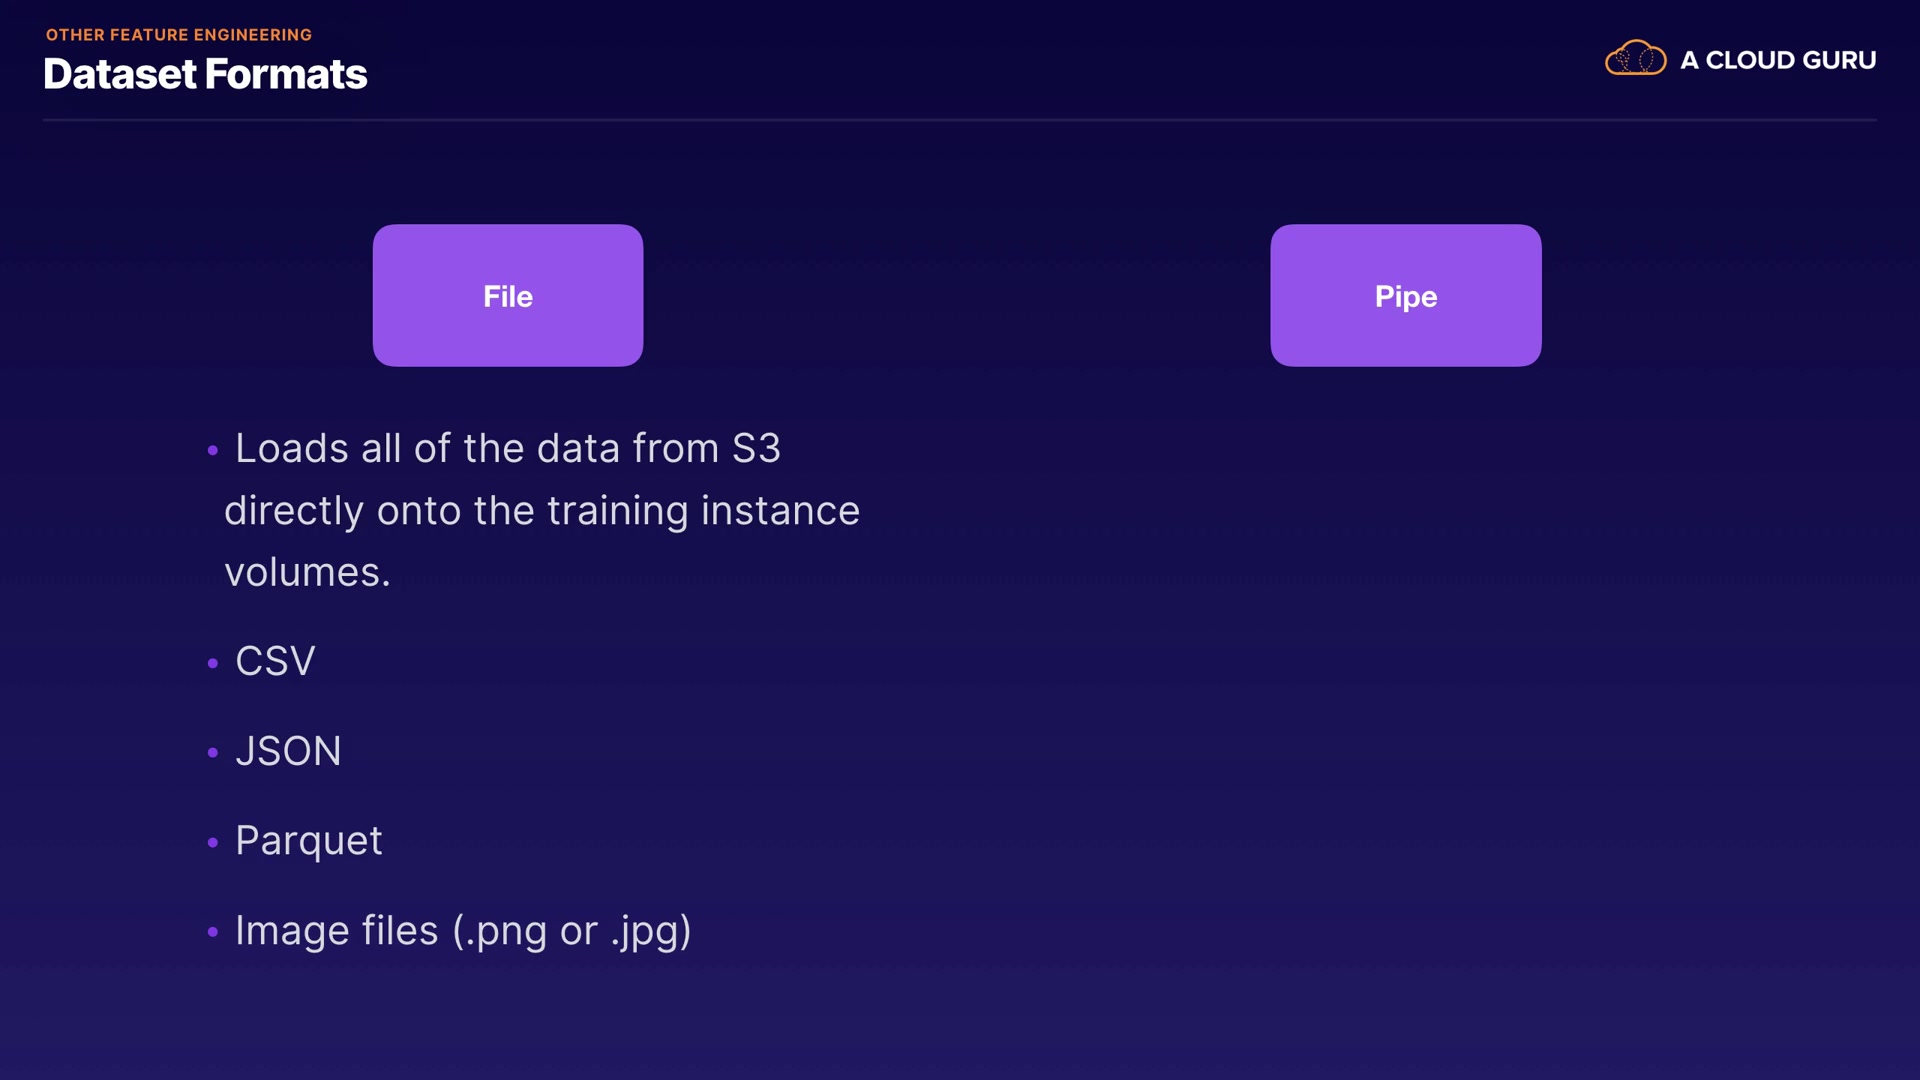 OTHER FEATURE ENGINEERING
Dataset Formats
A CLOUD GURU
File
Pipe
• Loads all of the data from S3
directly onto the training instance
volumes.
• CSV
• JSON
• Parquet
• Image files (.png or .jpg)